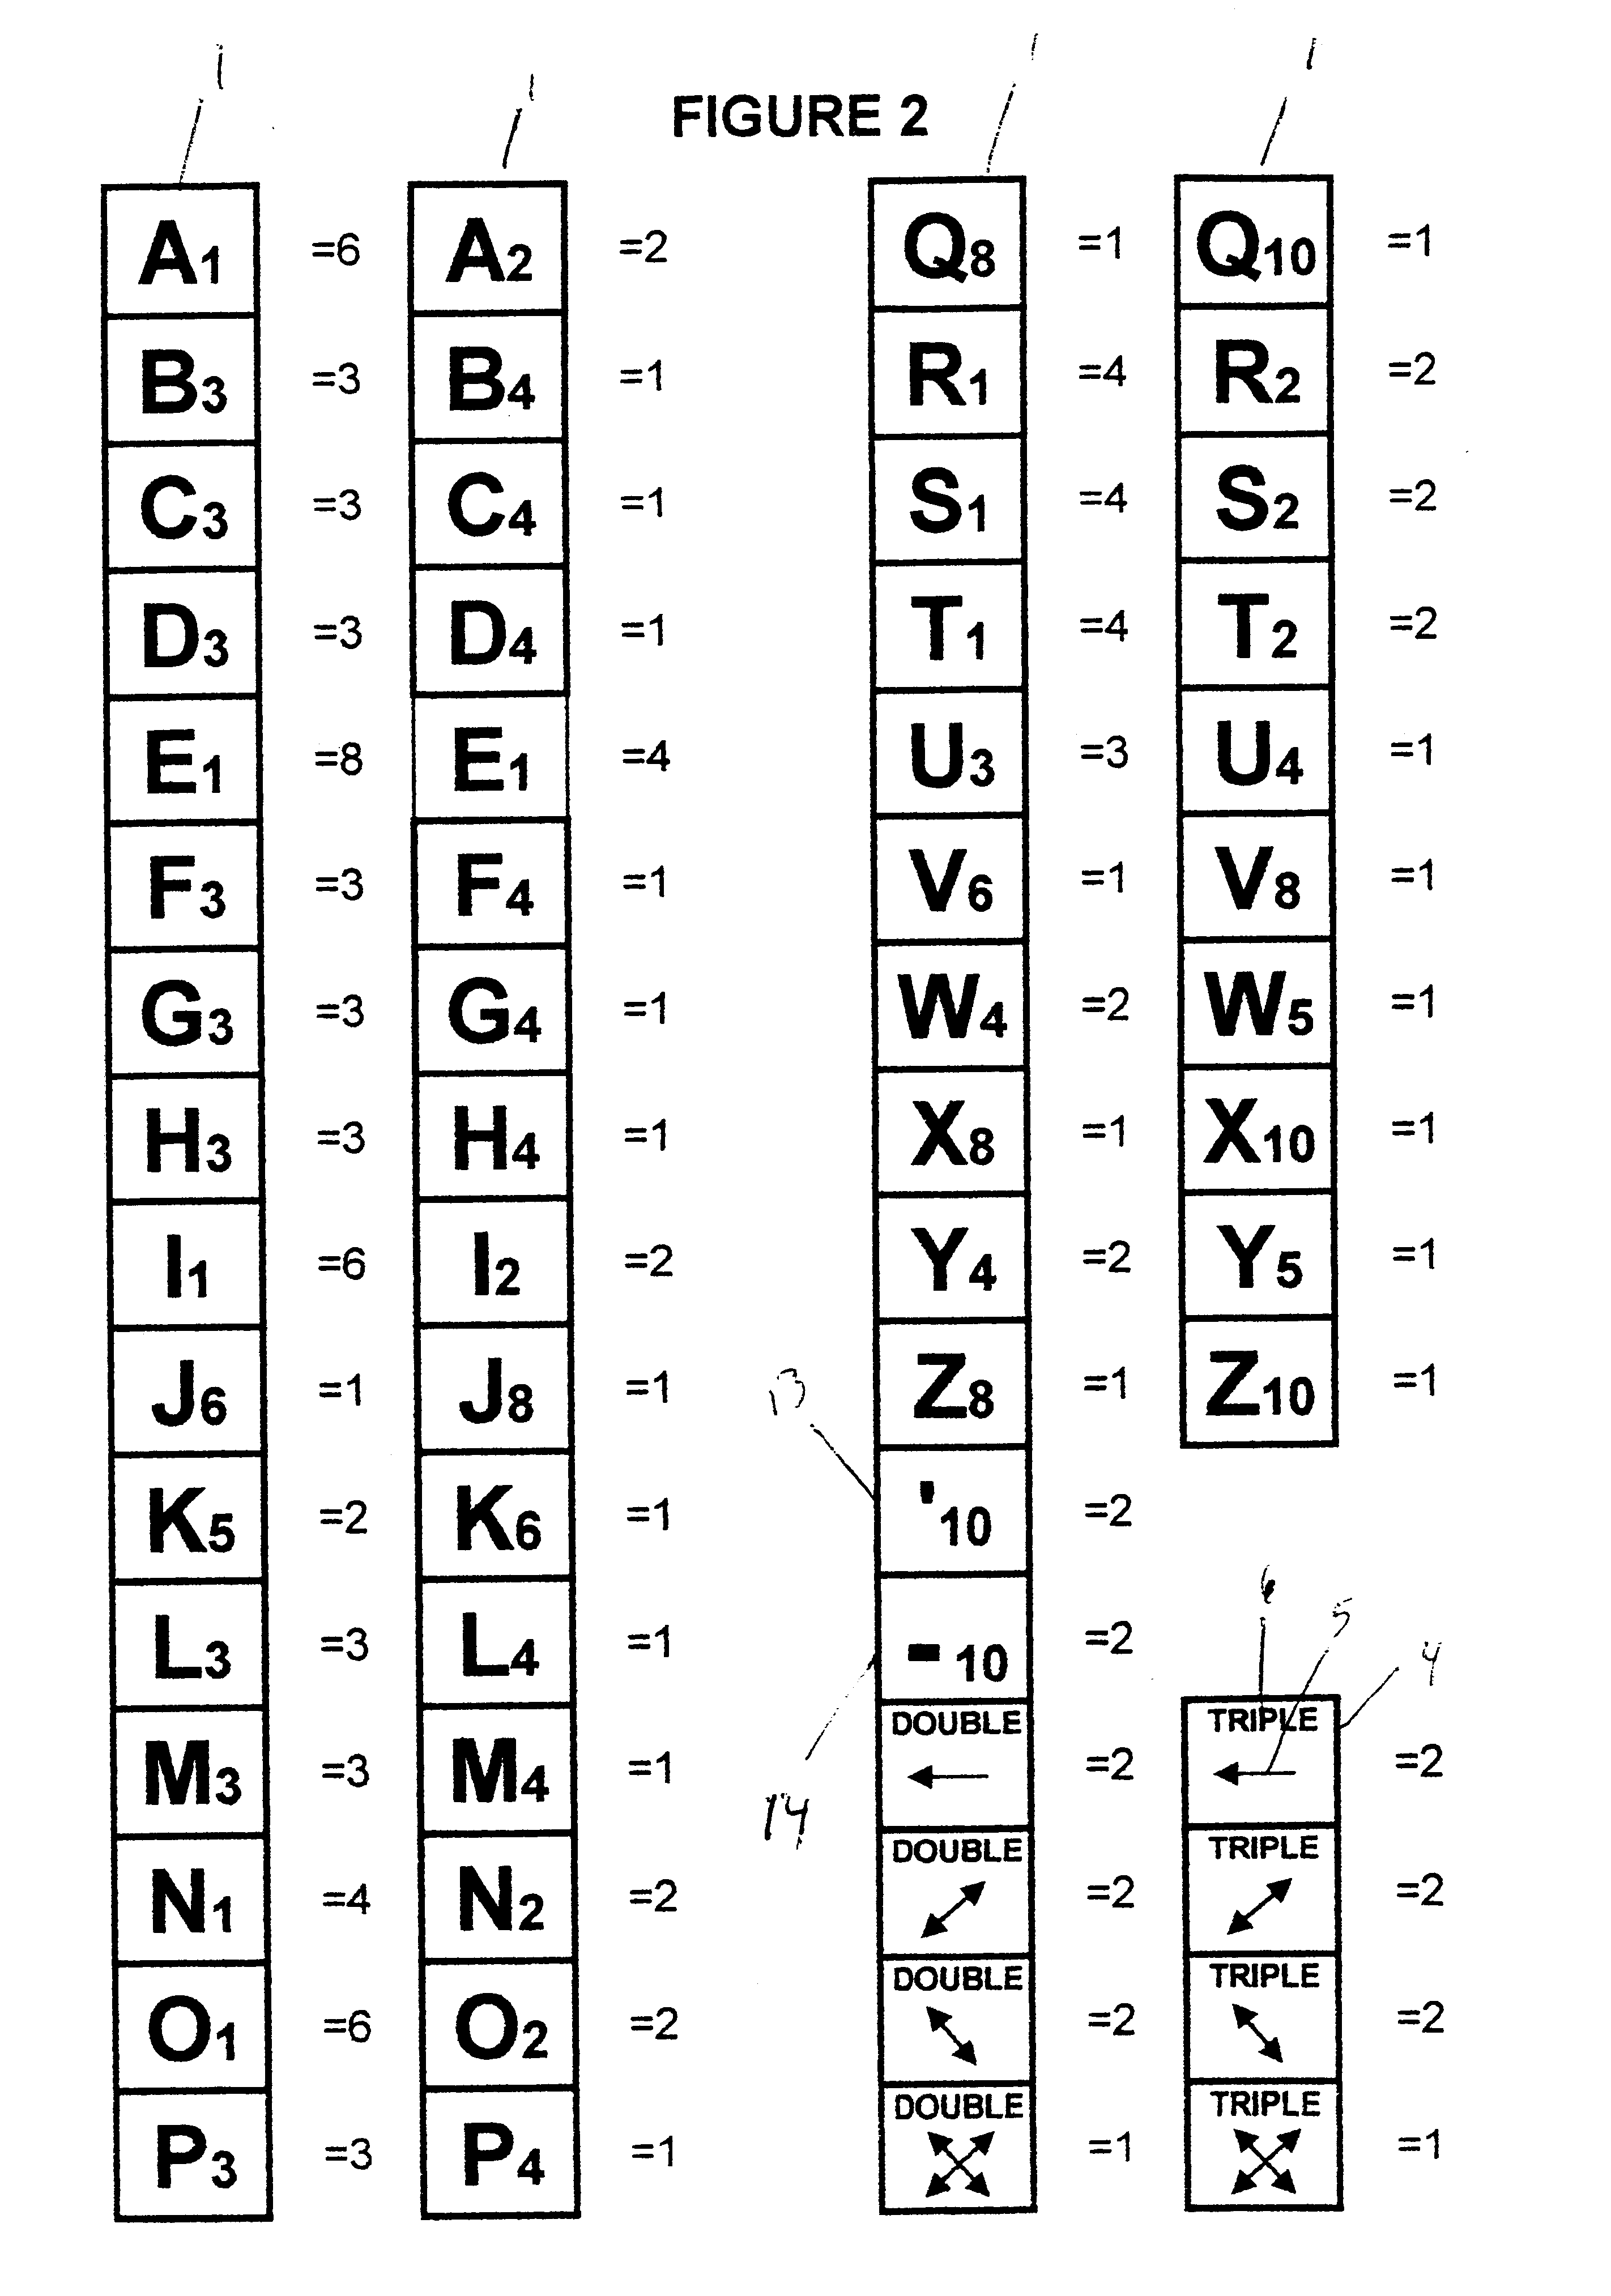 1 1 1 1
FIGURE 2
A1 =6 A2 =2 Q8 =1 Q10 =1
B3 =3 B4 =1 R1 =4 R2 =2
C3 =3 C4 =1 S1 =4 S2 =2
D3 =3 D4 =1 T1 =4 T2 =2
E1 =8 E1 =4 U3 =3 U4 =1
F3 =3 F4 =1 V6 =1 V8 =1
G3 =3 G4 =1 W4 =2 W5 =1
H3 =3 H4 =1 X8 =1 X10 =1
I1 =6 I2 =2 Y4 =2 Y5 =1
J6 =1 J8 =1 13 Z8 =1 Z10 =1
K5 =2 K6 =1 '10 =2
6 5 4
L3 =3 L4 =1 -10 =2
DOUBLE TRIPLE
M3 =3 M4 =1 14 ← =2 ← =2
DOUBLE TRIPLE
N1 =4 N2 =2 =2 =2
DOUBLE TRIPLE
O1 =6 O2 =2 =2 =2
DOUBLE TRIPLE
P3 =3 P4 =1 =1 =1